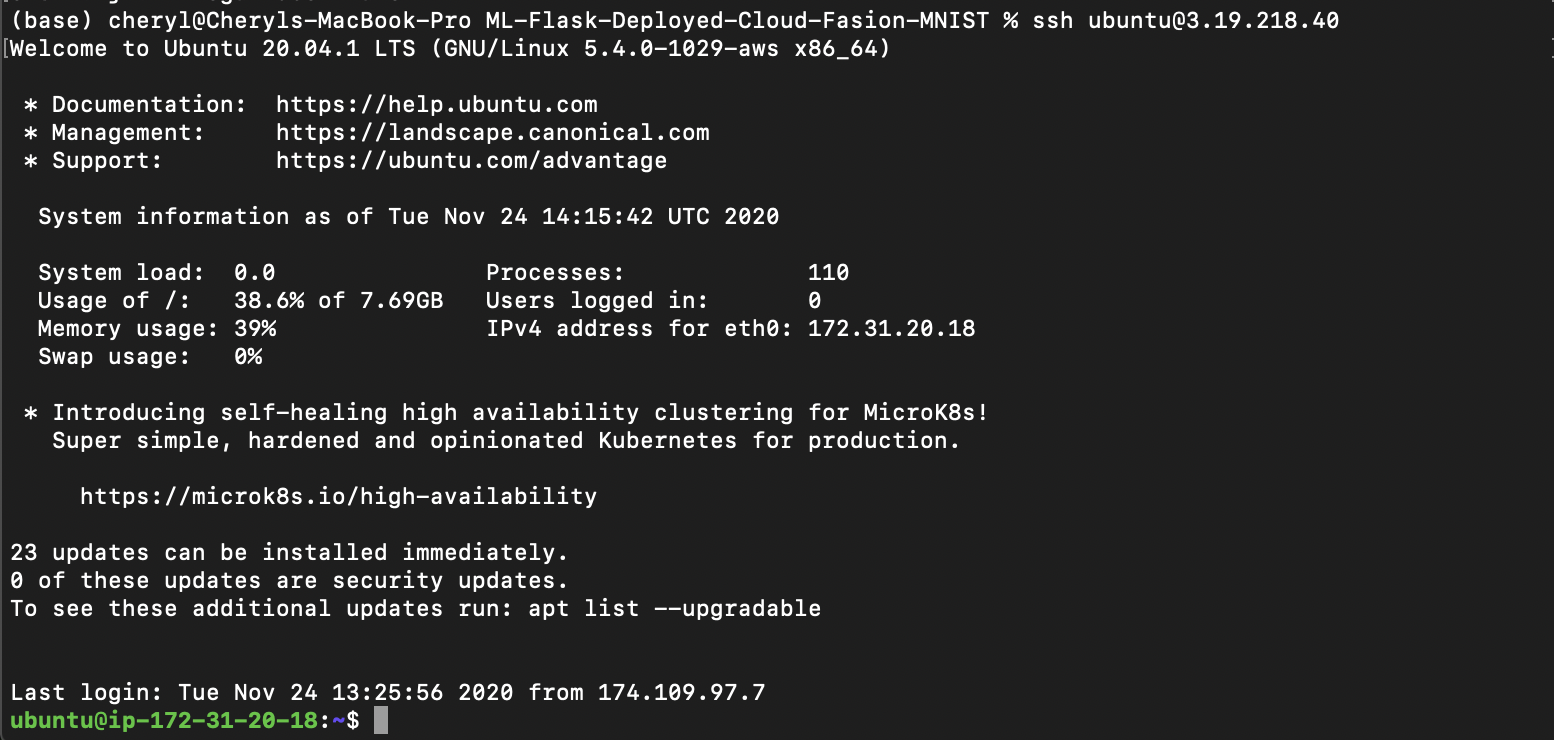 (base) cheryl@Cheryls-MacBook-Pro ML-Flask-Deployed-Cloud-Fasion-MNIST % ssh ubuntu@3.19.218.40
Welcome to Ubuntu 20.04.1 LTS (GNU/Linux 5.4.0-1029-aws x86_64)
* Documentation: https://help.ubuntu.com
* Management: https://landscape.canonical.com
* Support: https://ubuntu.com/advantage
System information as of Tue Nov 24 14:15:42 UTC 2020
System load: 0.0 Processes: 110
Usage of /: 38.6% of 7.69GB Users logged in: 0
Memory usage: 39% IPv4 address for eth0: 172.31.20.18
Swap usage: 0%
* Introducing self-healing high availability clustering for MicroK8s!
Super simple, hardened and opinionated Kubernetes for production.
https://microk8s.io/high-availability
23 updates can be installed immediately.
0 of these updates are security updates.
To see these additional updates run: apt list --upgradable
Last login: Tue Nov 24 13:25:56 2020 from 174.109.97.7
ubuntu@ip-172-31-20-18:~$